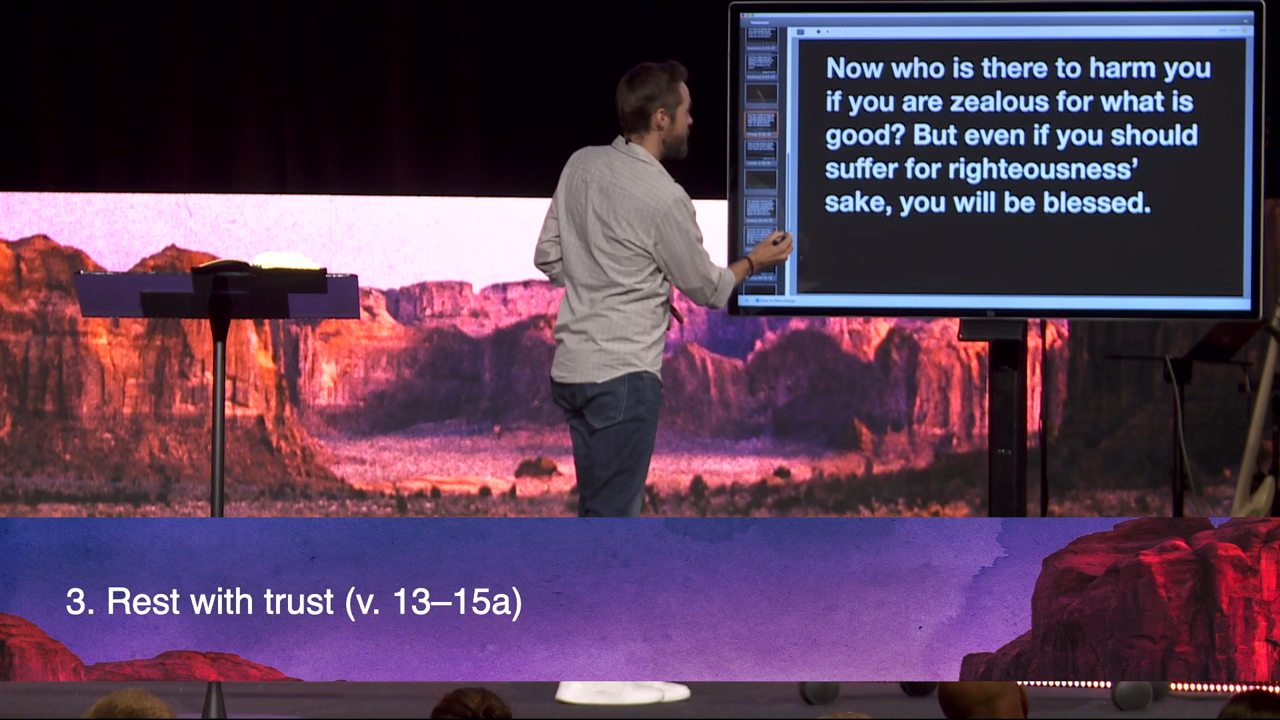 Now who is there to harm you
if you are zealous for what is
good? But even if you should
suffer for righteousness’
sake, you will be blessed.
3. Rest with trust (v. 13–15a)